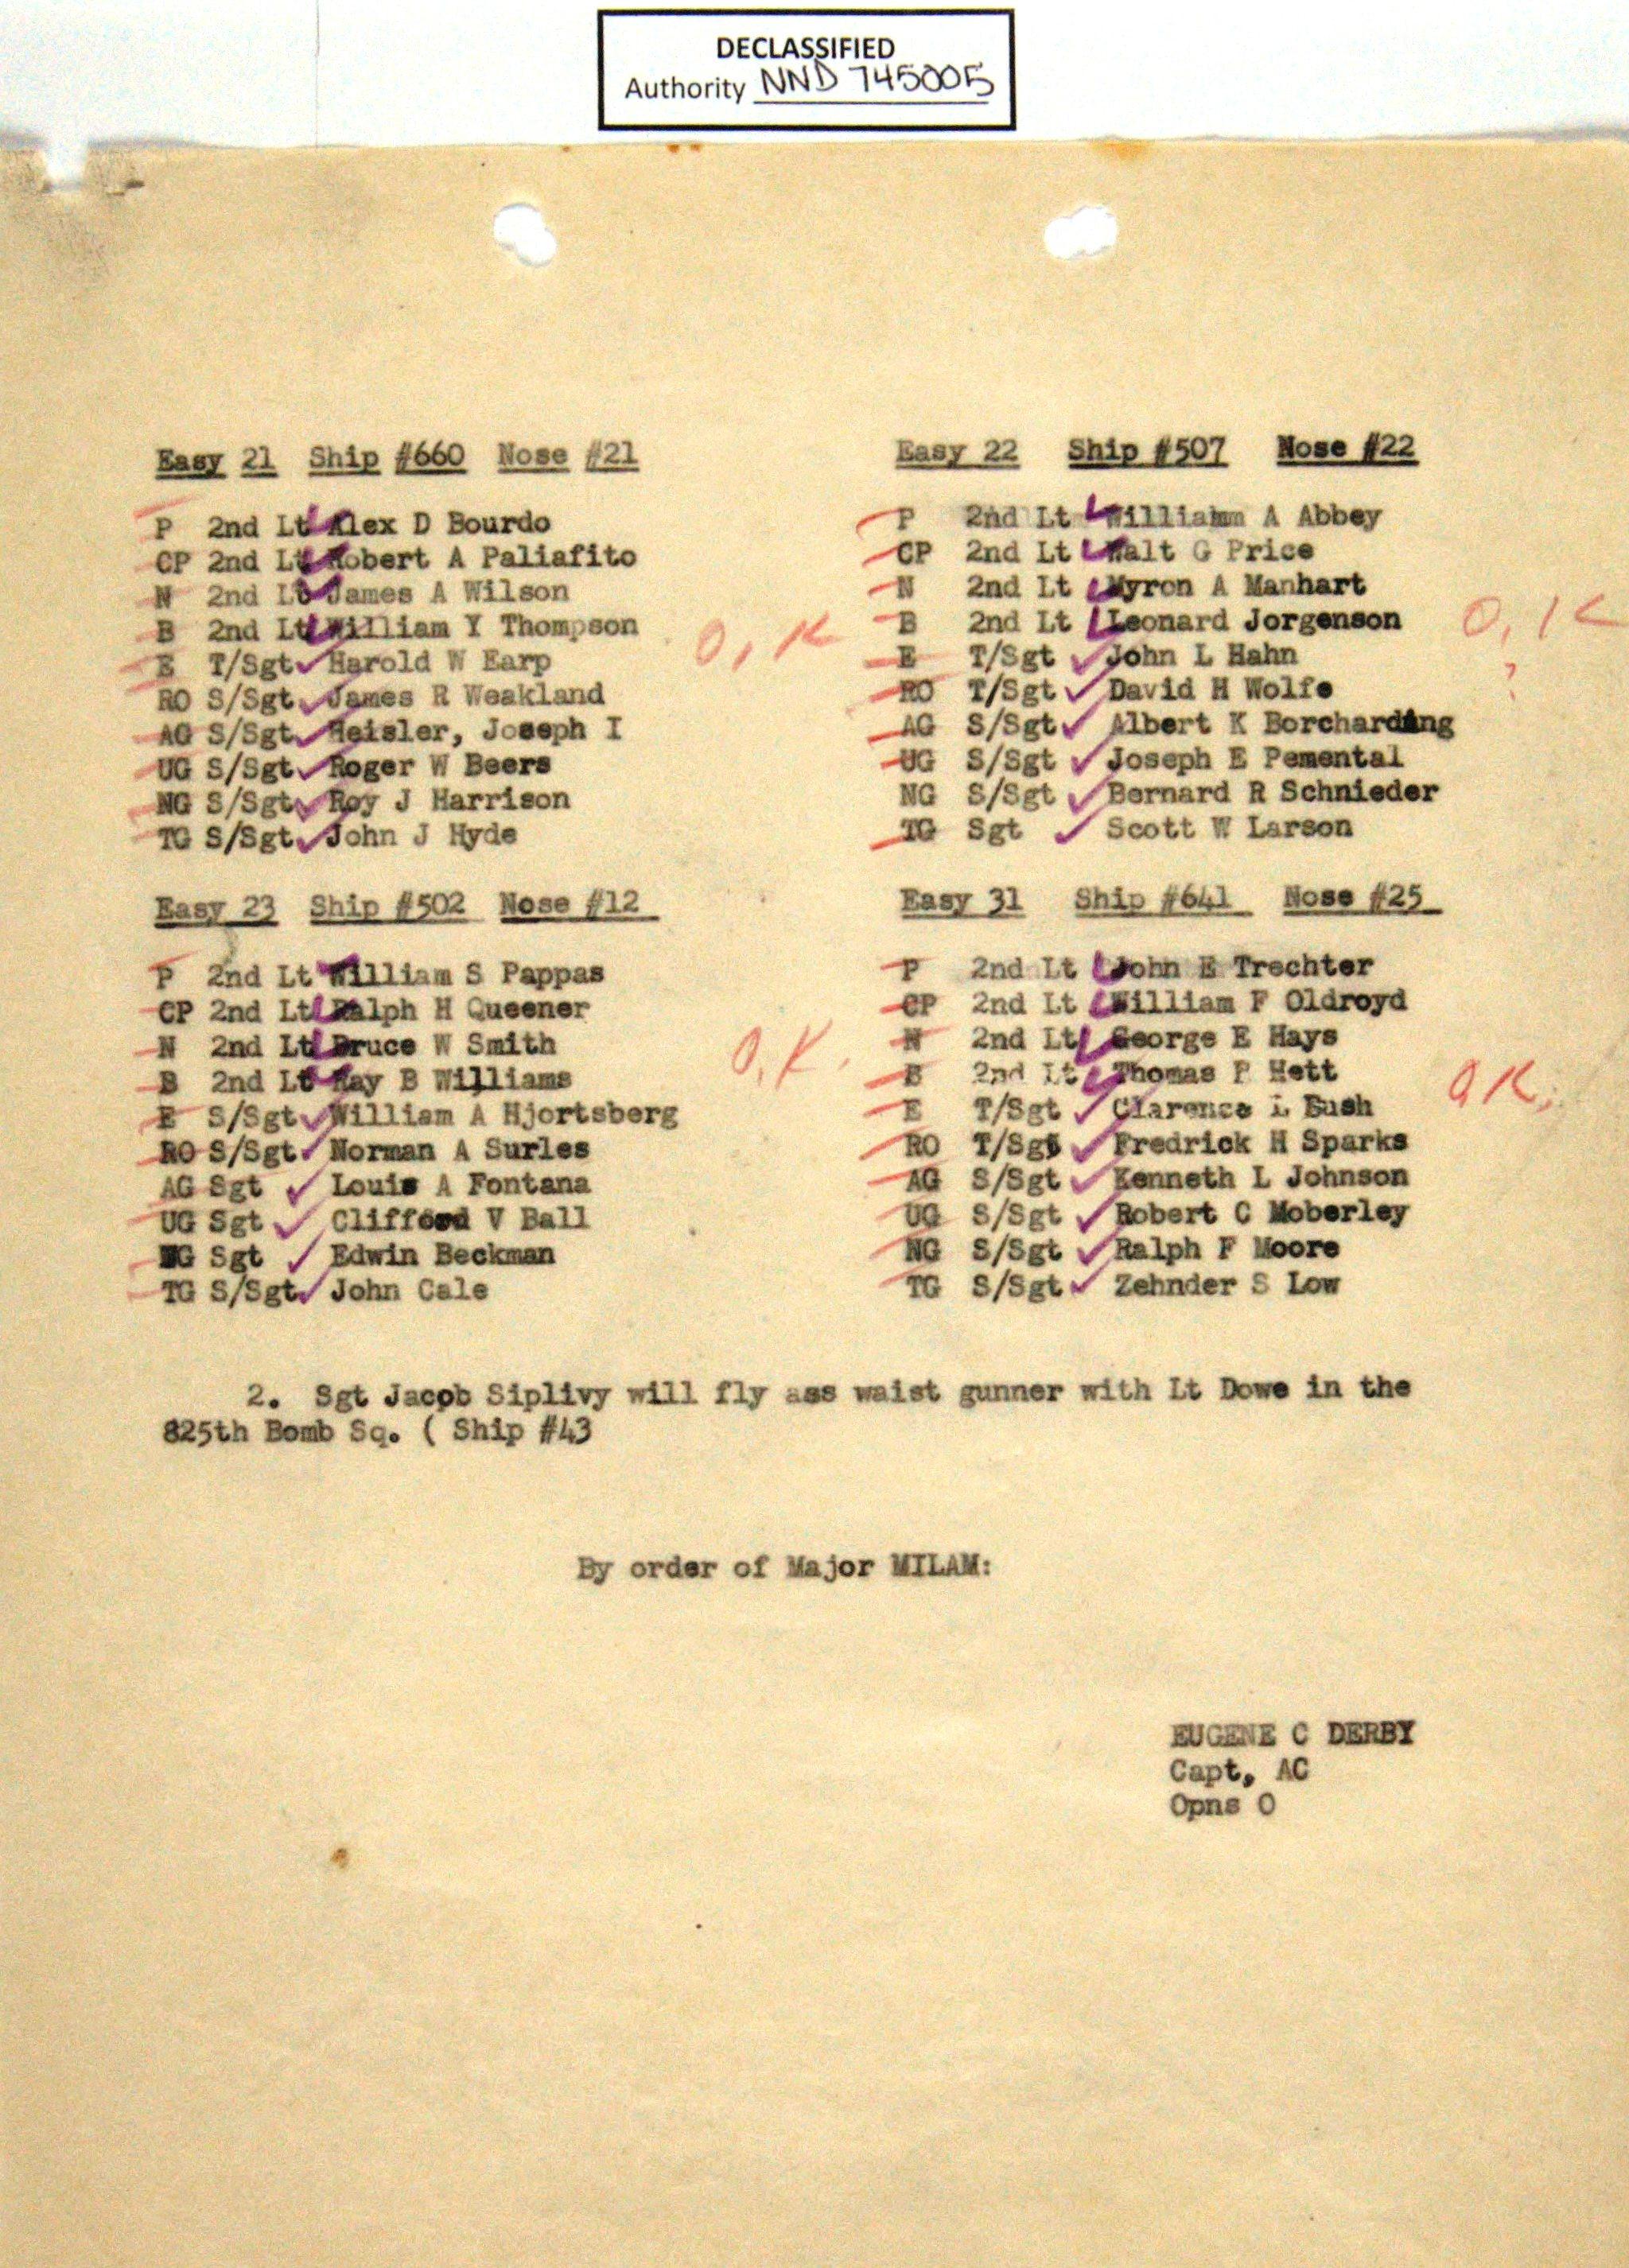 DECLASSIFIED
Authority NND 745005
Easy 21 Ship #660 Nose #21
P 2nd Lt Alex D Bourdo
CP 2nd Lt Robert A Paliafito
N 2nd Lt James A Wilson
B 2nd Lt William Y Thompson
E T/Sgt Harold W Earp
RO S/Sgt James R Weakland
AG S/Sgt Heisler, Joseph I
UG S/Sgt Roger W Beers
NG S/Sgt Roy J Harrison
TG S/Sgt John J Hyde
O.K
Easy 22 Ship #507 Nose #22
P 2nd Lt William A Abbey
CP 2nd Lt Walt G Price
N 2nd Lt Myron A Manhart
B 2nd Lt Leonard Jorgenson
E T/Sgt John L Hahn
RO T/Sgt David H Wolfe
AG S/Sgt Albert K Borcharding
UG S/Sgt Joseph E Pemental
NG S/Sgt Bernard R Schnieder
TG Sgt Scott W Larson
O.K
?
Easy 23 Ship #502 Nose #12
P 2nd Lt William S Pappas
CP 2nd Lt Ralph H Queener
N 2nd Lt Bruce W Smith
B 2nd Lt Ray B Williams
E S/Sgt William A Hjortsberg
RO S/Sgt Norman A Surles
AG Sgt Louis A Fontana
UG Sgt Clifford V Ball
NG Sgt Edwin Beckman
TG S/Sgt John Cale
O.K.
Easy 31 Ship #641 Nose #25
P 2nd Lt John E Trechter
CP 2nd Lt William F Oldroyd
N 2nd Lt George E Hays
B 2nd Lt Thomas P Hett
E T/Sgt Clarence L Bush
RO T/Sgt Fredrick H Sparks
AG S/Sgt Kenneth L Johnson
UG S/Sgt Robert C Moberley
NG S/Sgt Ralph F Moore
TG S/Sgt Zehnder S Low
OK.
2. Sgt Jacob Siplivy will fly ass waist gunner with Lt Dowe in the
825th Bomb Sq. ( Ship #43
By order of Major MILAM:
EUGENE C DERBY
Capt, AC
Opns O